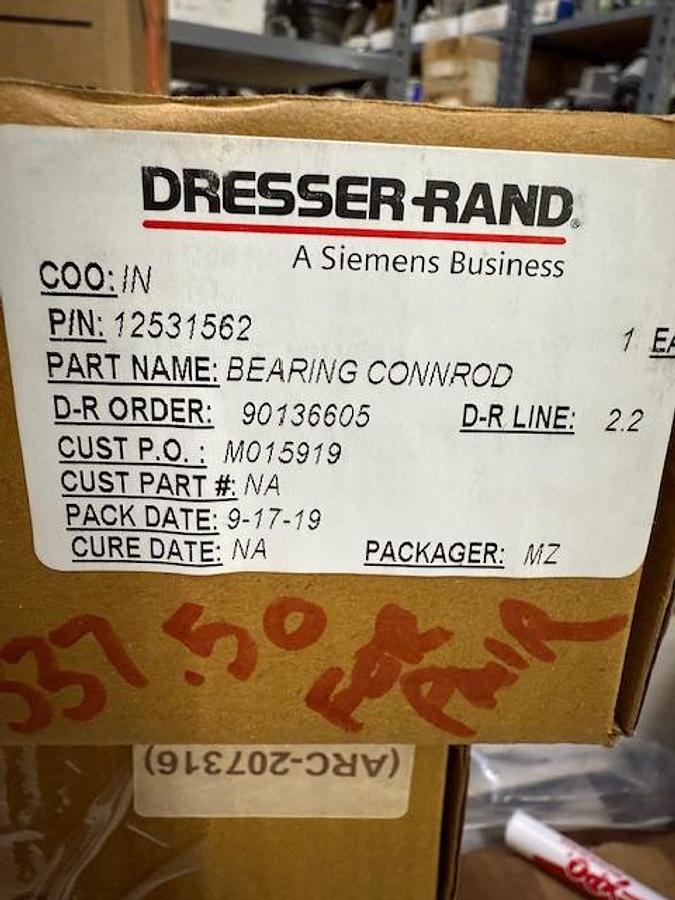 DRESSER-RAND®
A Siemens Business
COO: IN
P/N: 12531562
1 EA
PART NAME: BEARING CONNROD
D-R ORDER: 90136605 D-R LINE: 2.2
CUST P.O. : M015919
CUST PART #: NA
PACK DATE: 9-17-19
CURE DATE: NA PACKAGER: MZ
337.50 FOR PAIR
(ARC-207316)